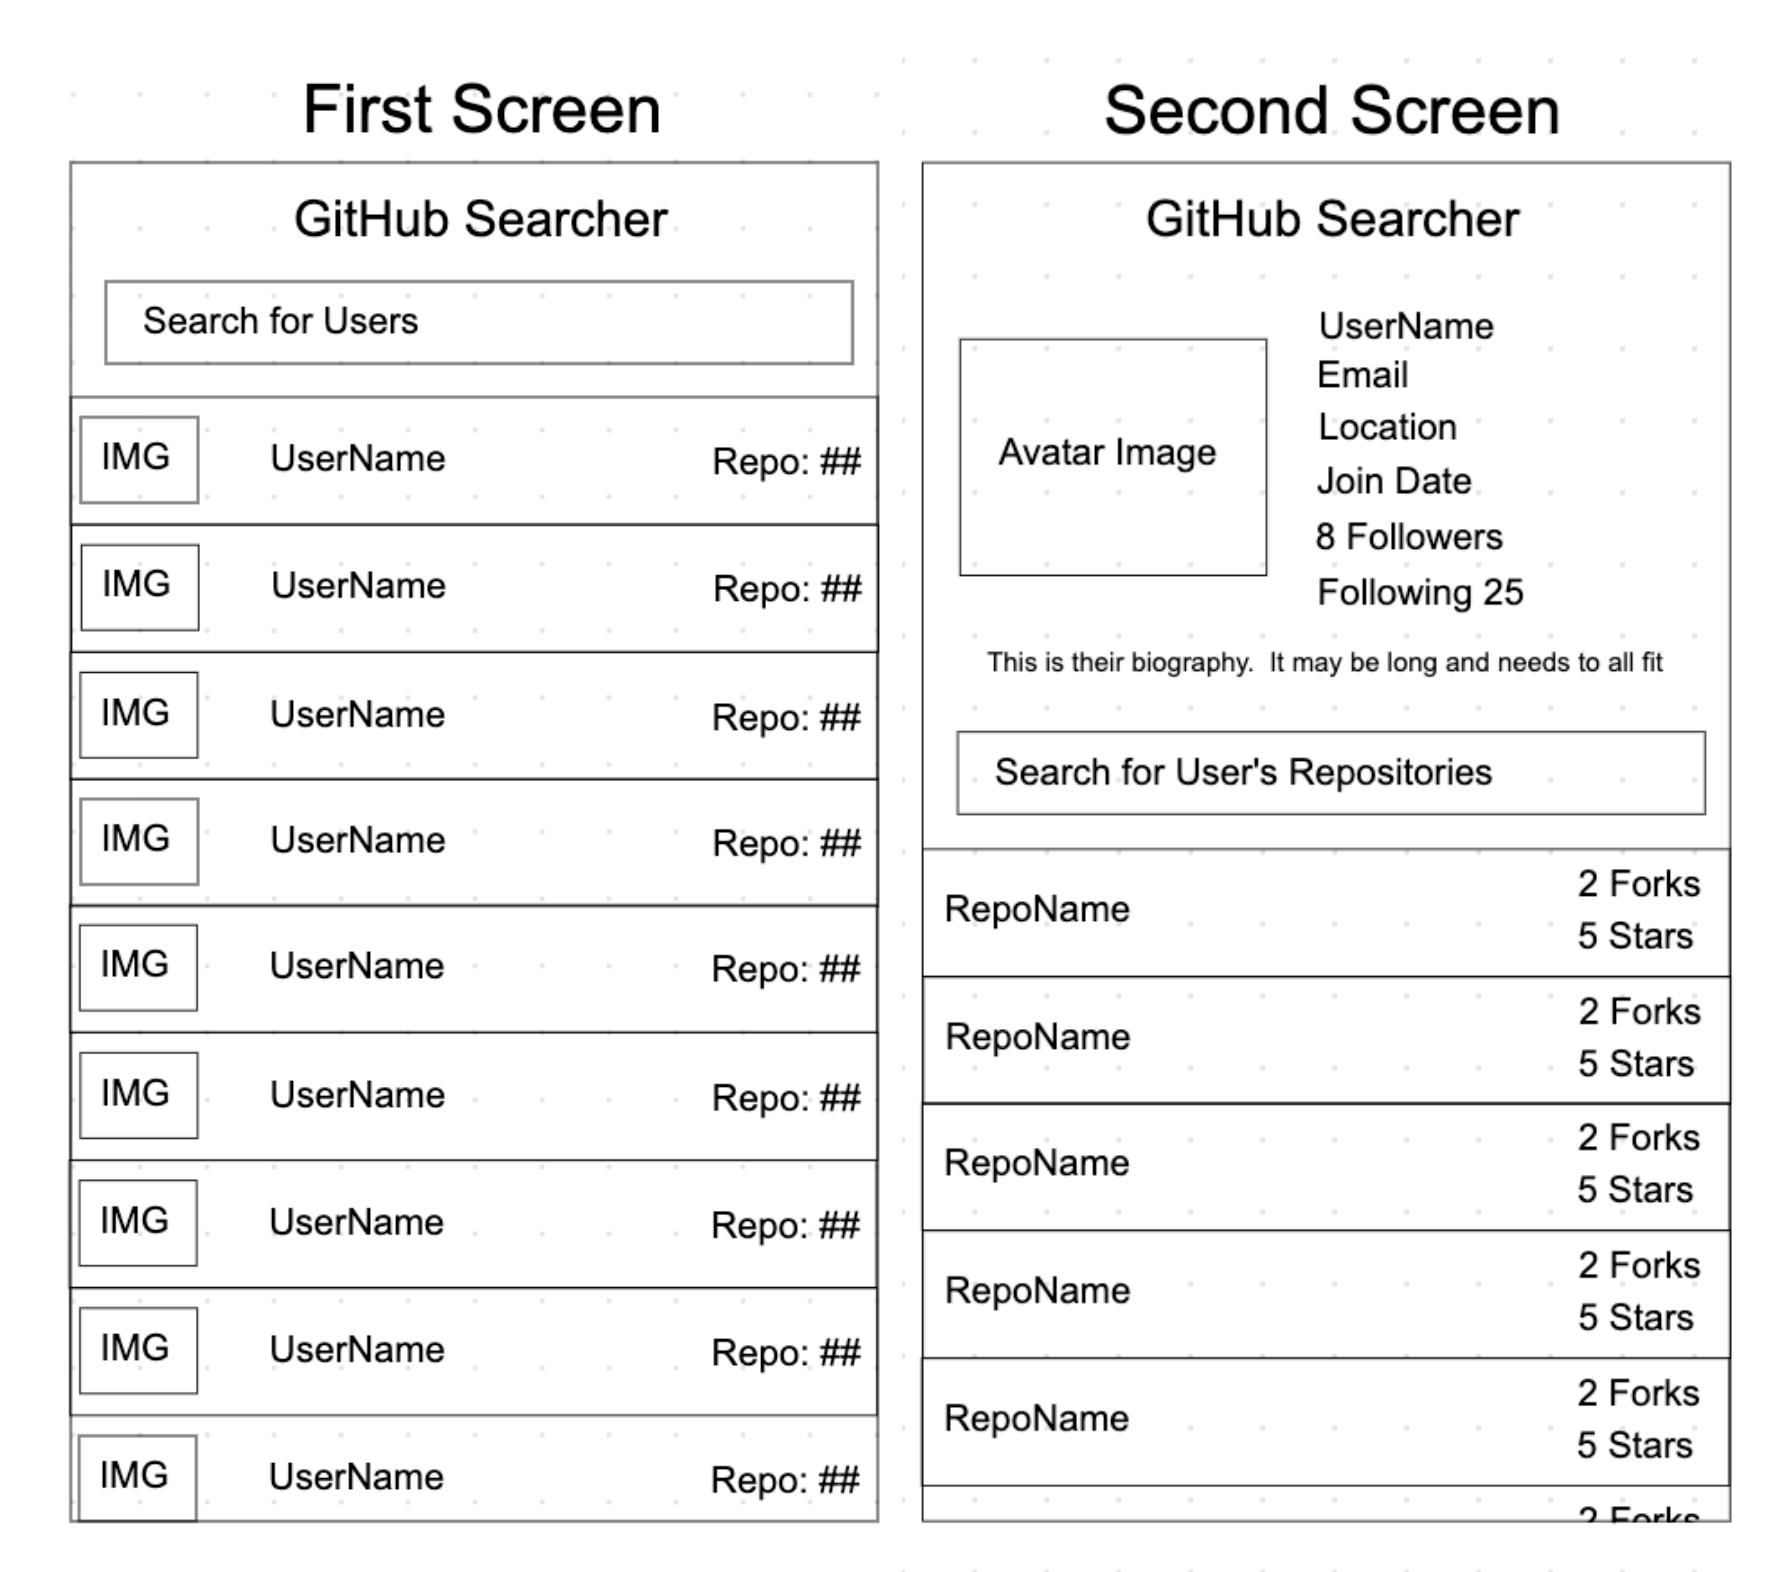 First Screen
GitHub Searcher
Search for Users
IMG UserName Repo: ##
IMG UserName Repo: ##
IMG UserName Repo: ##
IMG UserName Repo: ##
IMG UserName Repo: ##
IMG UserName Repo: ##
IMG UserName Repo: ##
IMG UserName Repo: ##
IMG UserName Repo: ##
Second Screen
GitHub Searcher
Avatar Image
UserName
Email
Location
Join Date
8 Followers
Following 25
This is their biography. It may be long and needs to all fit
Search for User's Repositories
RepoName
2 Forks
5 Stars
RepoName
2 Forks
5 Stars
RepoName
2 Forks
5 Stars
RepoName
2 Forks
5 Stars
RepoName
2 Forks
5 Stars
2 Forks